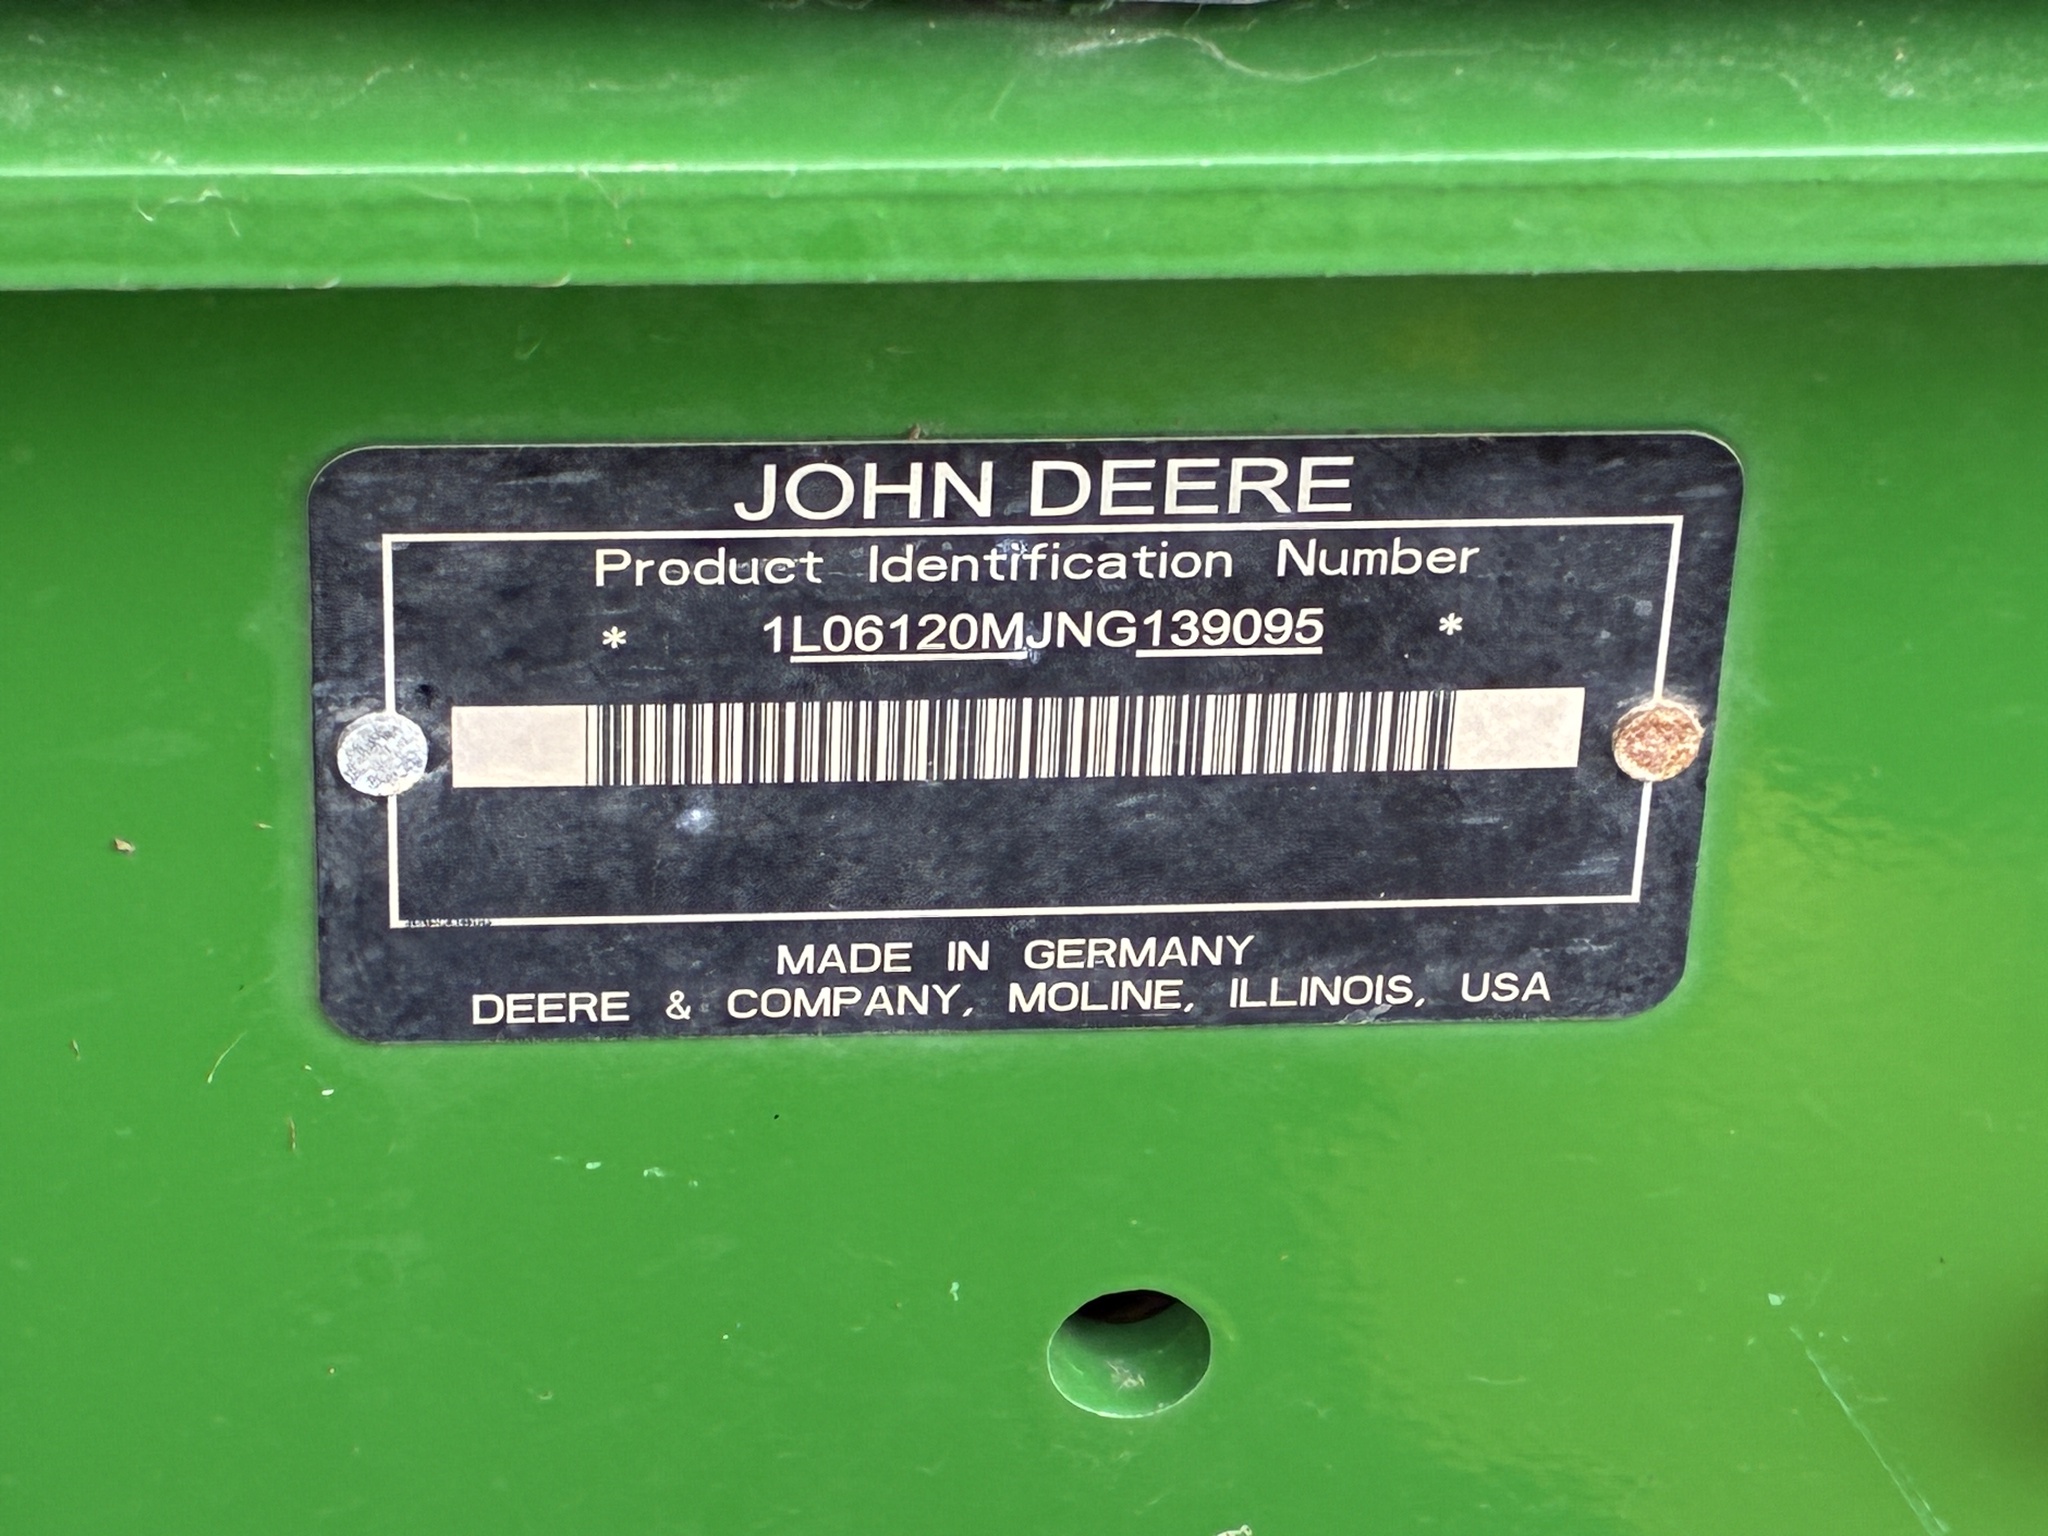 JOHN DEERE
Product Identification Number
* 1L06120MJNG139095 *
MADE IN GERMANY
DEERE & COMPANY, MOLINE, ILLINOIS, USA